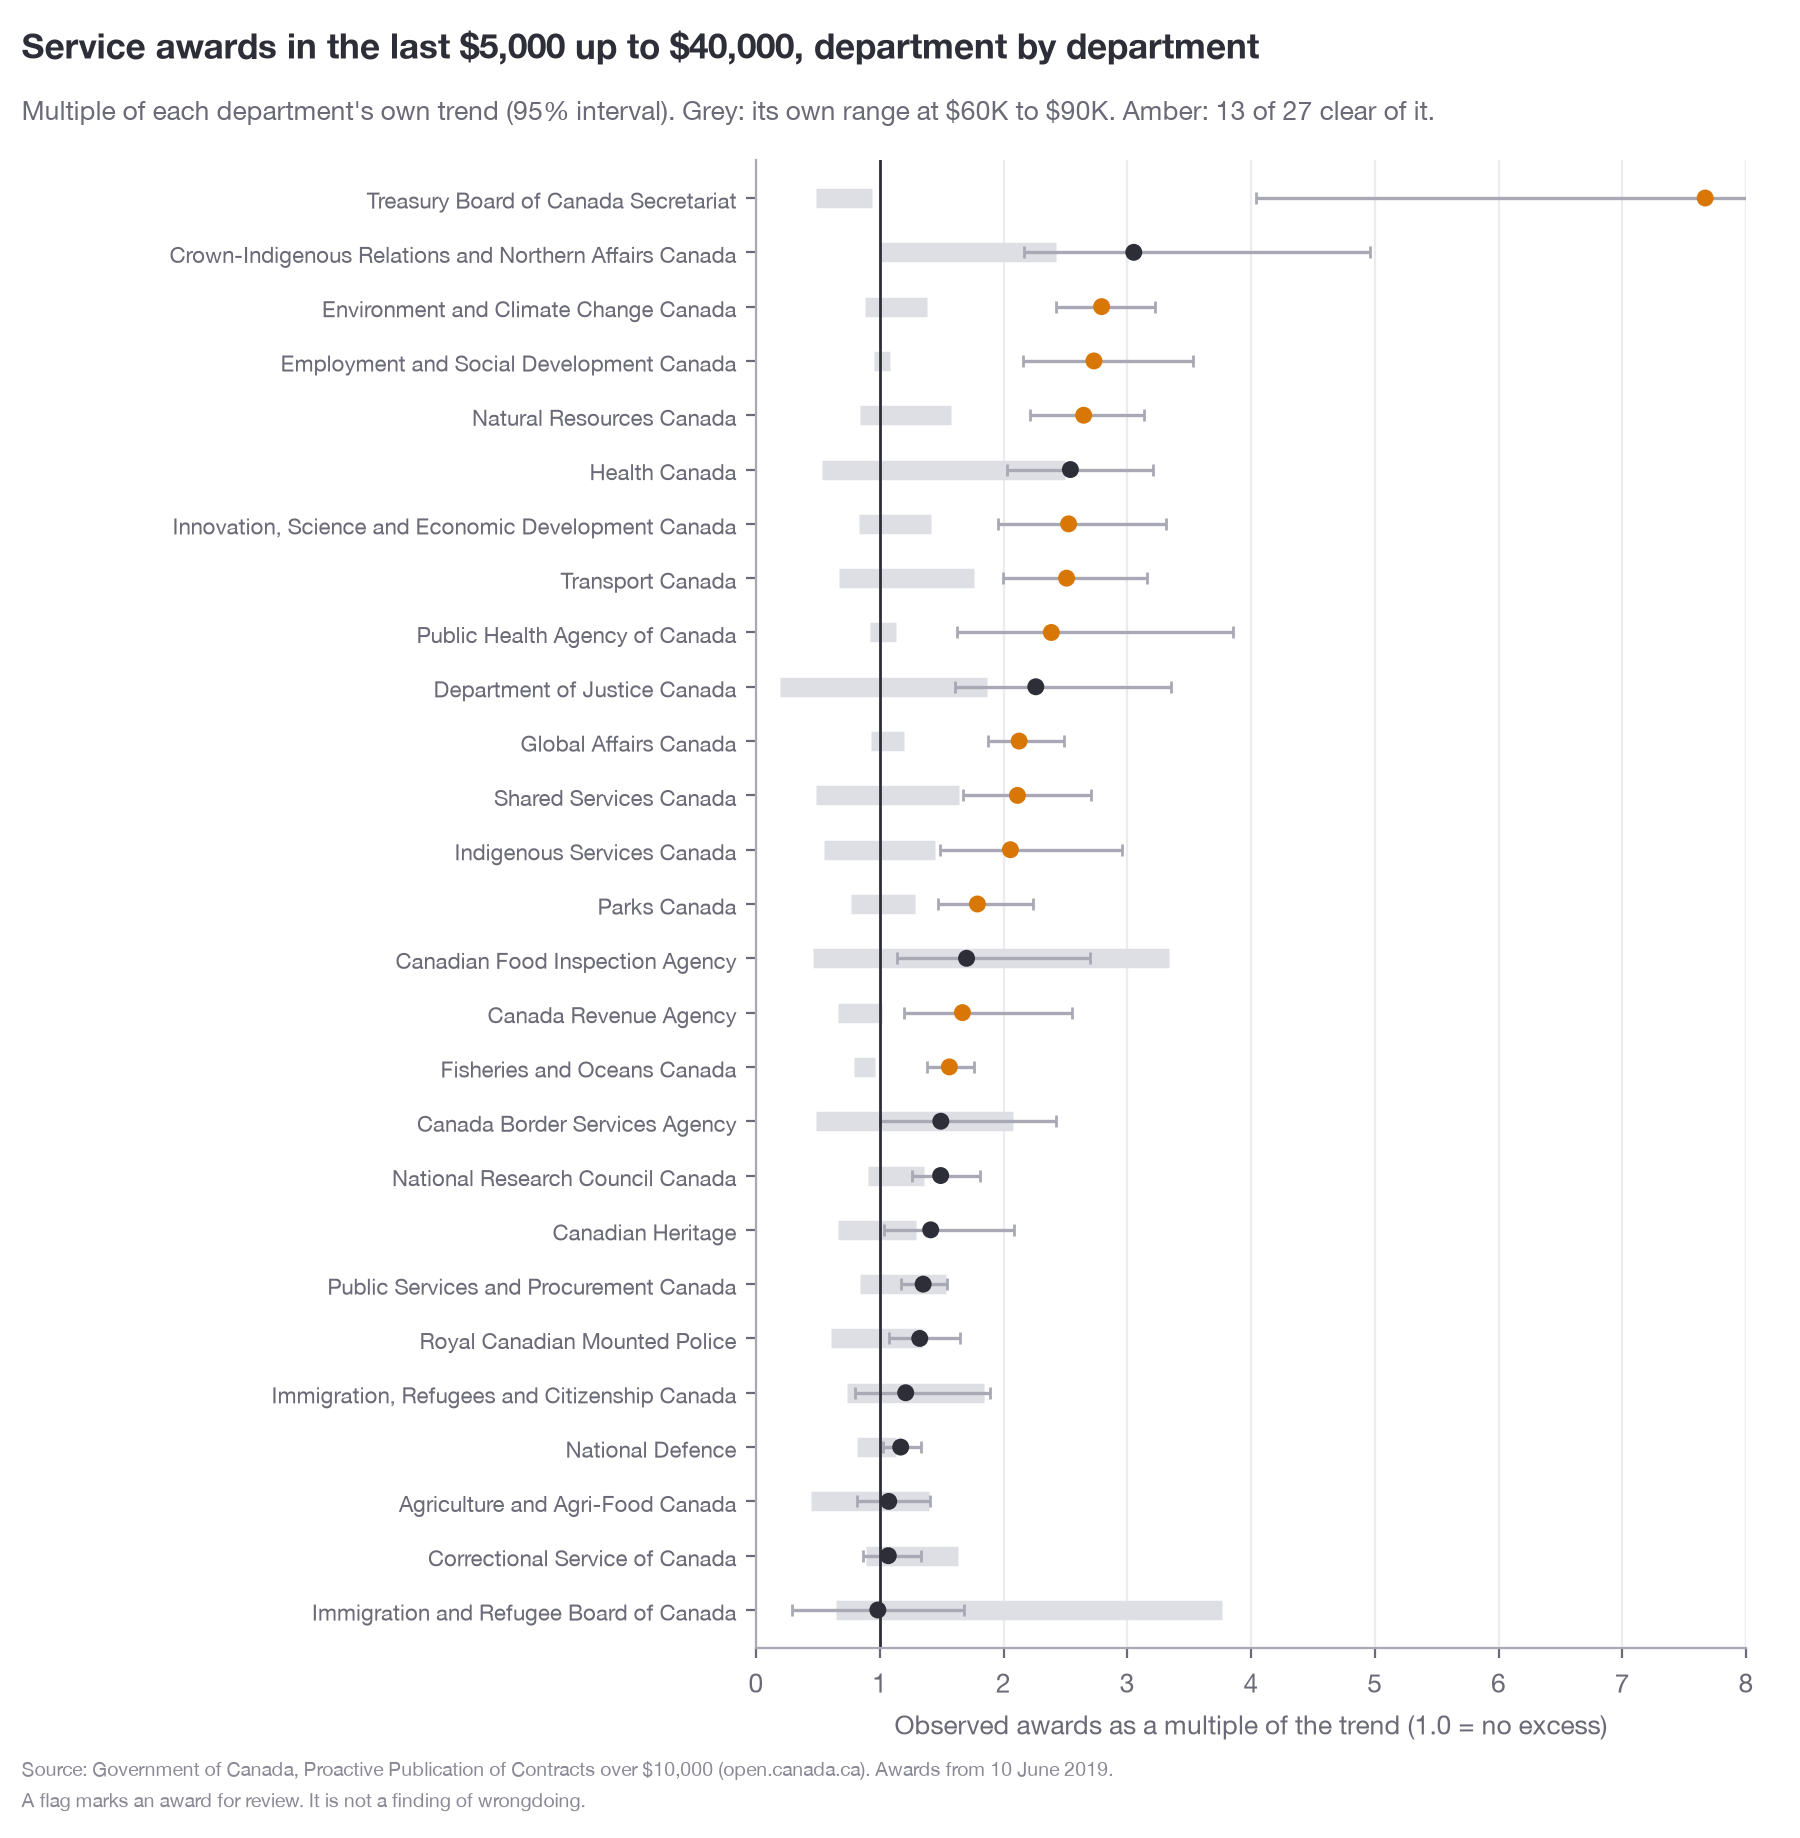 Service awards in the last $5,000 up to $40,000, department by department
Multiple of each department's own trend (95% interval). Grey: its own range at $60K to $90K. Amber: 13 of 27 clear of it.
Treasury Board of Canada Secretariat
Crown-Indigenous Relations and Northern Affairs Canada
Environment and Climate Change Canada
Employment and Social Development Canada
Natural Resources Canada
Health Canada
Innovation, Science and Economic Development Canada
Transport Canada
Public Health Agency of Canada
Department of Justice Canada
Global Affairs Canada
Shared Services Canada
Indigenous Services Canada
Parks Canada
Canadian Food Inspection Agency
Canada Revenue Agency
Fisheries and Oceans Canada
Canada Border Services Agency
National Research Council Canada
Canadian Heritage
Public Services and Procurement Canada
Royal Canadian Mounted Police
Immigration, Refugees and Citizenship Canada
National Defence
Agriculture and Agri-Food Canada
Correctional Service of Canada
Immigration and Refugee Board of Canada
0 1 2 3 4 5 6 7 8
Observed awards as a multiple of the trend (1.0 = no excess)
Source: Government of Canada, Proactive Publication of Contracts over $10,000 (open.canada.ca). Awards from 10 June 2019.
A flag marks an award for review. It is not a finding of wrongdoing.